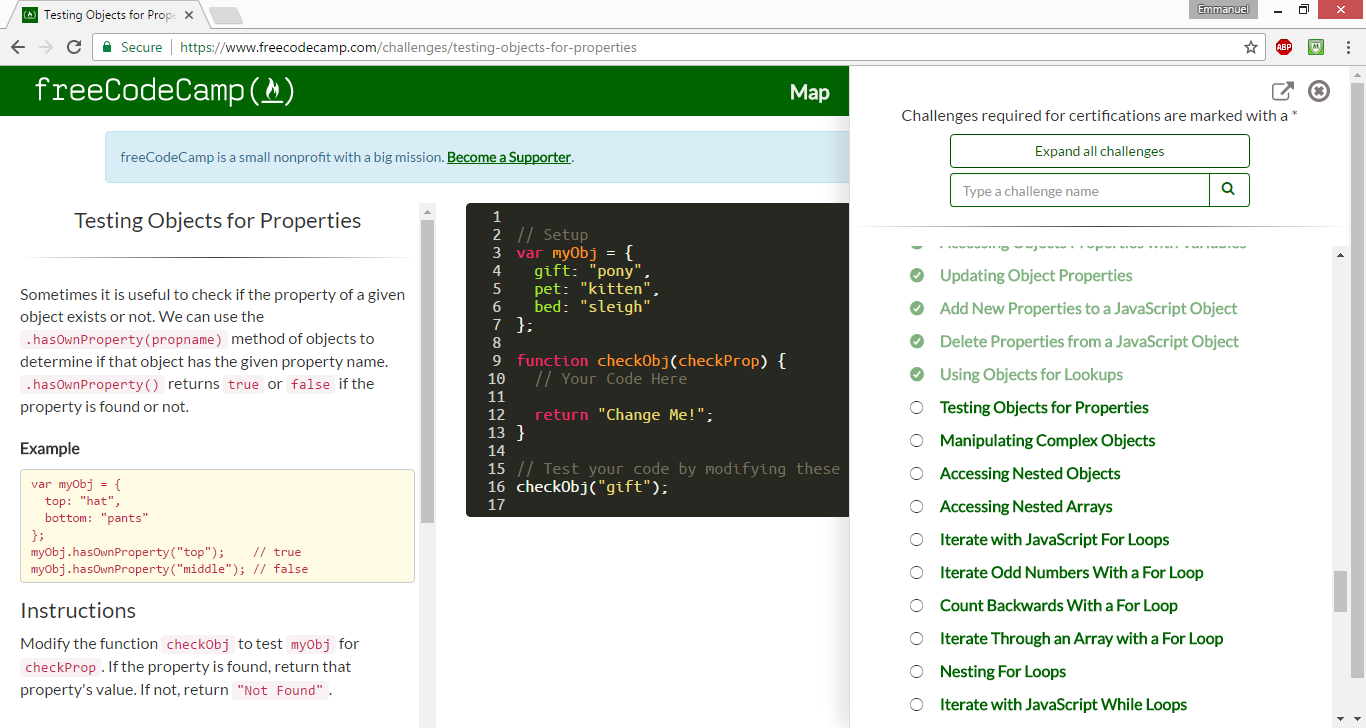 Testing Objects for Prope
Emmanuel
Secure
https://www.freecodecamp.com/challenges/testing-objects-for-properties
ABP
freeCodeCamp(
)
Map
freeCodeCamp is a small nonprofit with a big mission. Become a Supporter.
Testing Objects for Properties
Sometimes it is useful to check if the property of a given
object exists or not. We can use the
.hasOwnProperty(propname) method of objects to
determine if that object has the given property name.
.hasOwnProperty() returns true or false if the
property is found or not.
Example
var myObj = {
  top: "hat",
  bottom: "pants"
};
myObj.hasOwnProperty("top");    // true
myObj.hasOwnProperty("middle"); // false
Instructions
Modify the function checkObj to test myObj for
checkProp. If the property is found, return that
property's value. If not, return "Not Found".
1
2 // Setup
3 var myObj = {
4   gift: "pony",
5   pet: "kitten",
6   bed: "sleigh"
7 };
8
9 function checkObj(checkProp) {
10   // Your Code Here
11
12   return "Change Me!";
13 }
14
15 // Test your code by modifying these
16 checkObj("gift");
17
Challenges required for certifications are marked with a *
Expand all challenges
Type a challenge name
Accessing Objects Properties with Variables
Updating Object Properties
Add New Properties to a JavaScript Object
Delete Properties from a JavaScript Object
Using Objects for Lookups
Testing Objects for Properties
Manipulating Complex Objects
Accessing Nested Objects
Accessing Nested Arrays
Iterate with JavaScript For Loops
Iterate Odd Numbers With a For Loop
Count Backwards With a For Loop
Iterate Through an Array with a For Loop
Nesting For Loops
Iterate with JavaScript While Loops